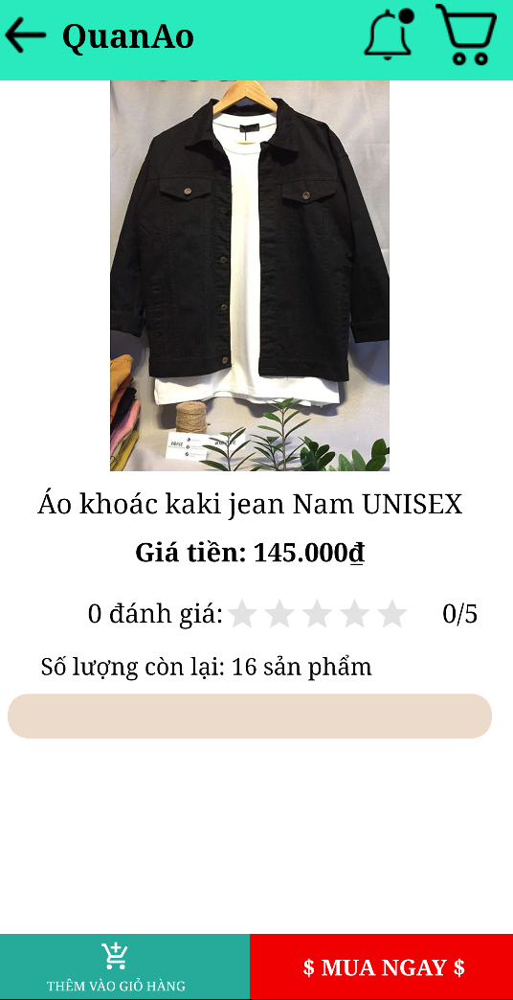 QuanAo
Áo khoác kaki jean Nam UNISEX
Giá tiền: 145.000₫
0 đánh giá:
0/5
Số lượng còn lại: 16 sản phẩm
THÊM VÀO GIỎ HÀNG
$ MUA NGAY $